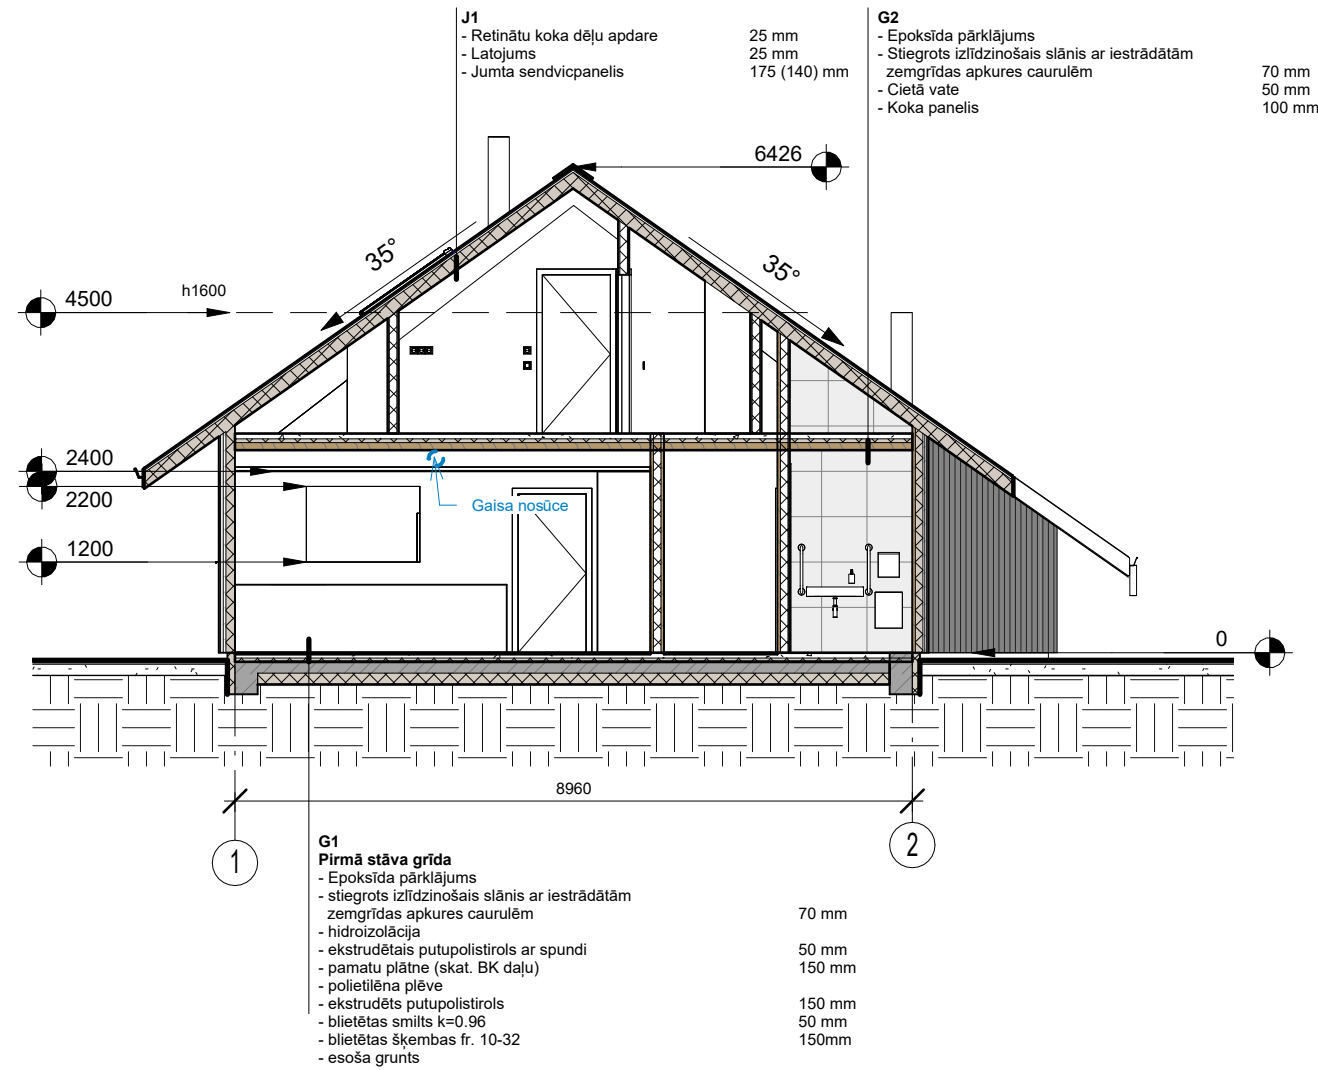 J1
- Retinātu koka dēļu apdare 25 mm
- Latojums 25 mm
- Jumta sendvicpanelis 175 (140) mm
G2
- Epoksīda pārklājums
- Stiegrots izlīdzinošais slānis ar iestrādātām
zemgrīdas apkures caurulēm 70 mm
- Cietā vate 50 mm
- Koka panelis 100 mm
6426
35°
35°
4500
h1600
2400
2200
Gaisa nosūce
1200
0
8960
1
2
G1
Pirmā stāva grīda
- Epoksīda pārklājums
- stiegrots izlīdzinošais slānis ar iestrādātām
zemgrīdas apkures caurulēm 70 mm
- hidroizolācija
- ekstrudētais putupolistirols ar spundi 50 mm
- pamatu plātne (skat. BK daļu) 150 mm
- polietilēna plēve
- ekstrudēts putupolistirols 150 mm
- blietētas smilts k=0.96 50 mm
- blietētas šķembas fr. 10-32 150mm
- esoša grunts